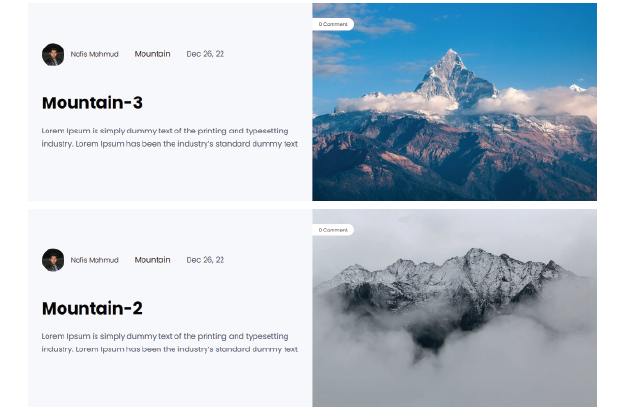 0 Comment
Nafis Mahmud Mountain Dec 26, 22
Mountain-3
Lorem Ipsum is simply dummy text of the printing and typesetting
industry. Lorem Ipsum has been the industry's standard dummy text
0 Comment
Nafis Mahmud Mountain Dec 26, 22
Mountain-2
Lorem Ipsum is simply dummy text of the printing and typesetting
industry. Lorem Ipsum has been the industry's standard dummy text